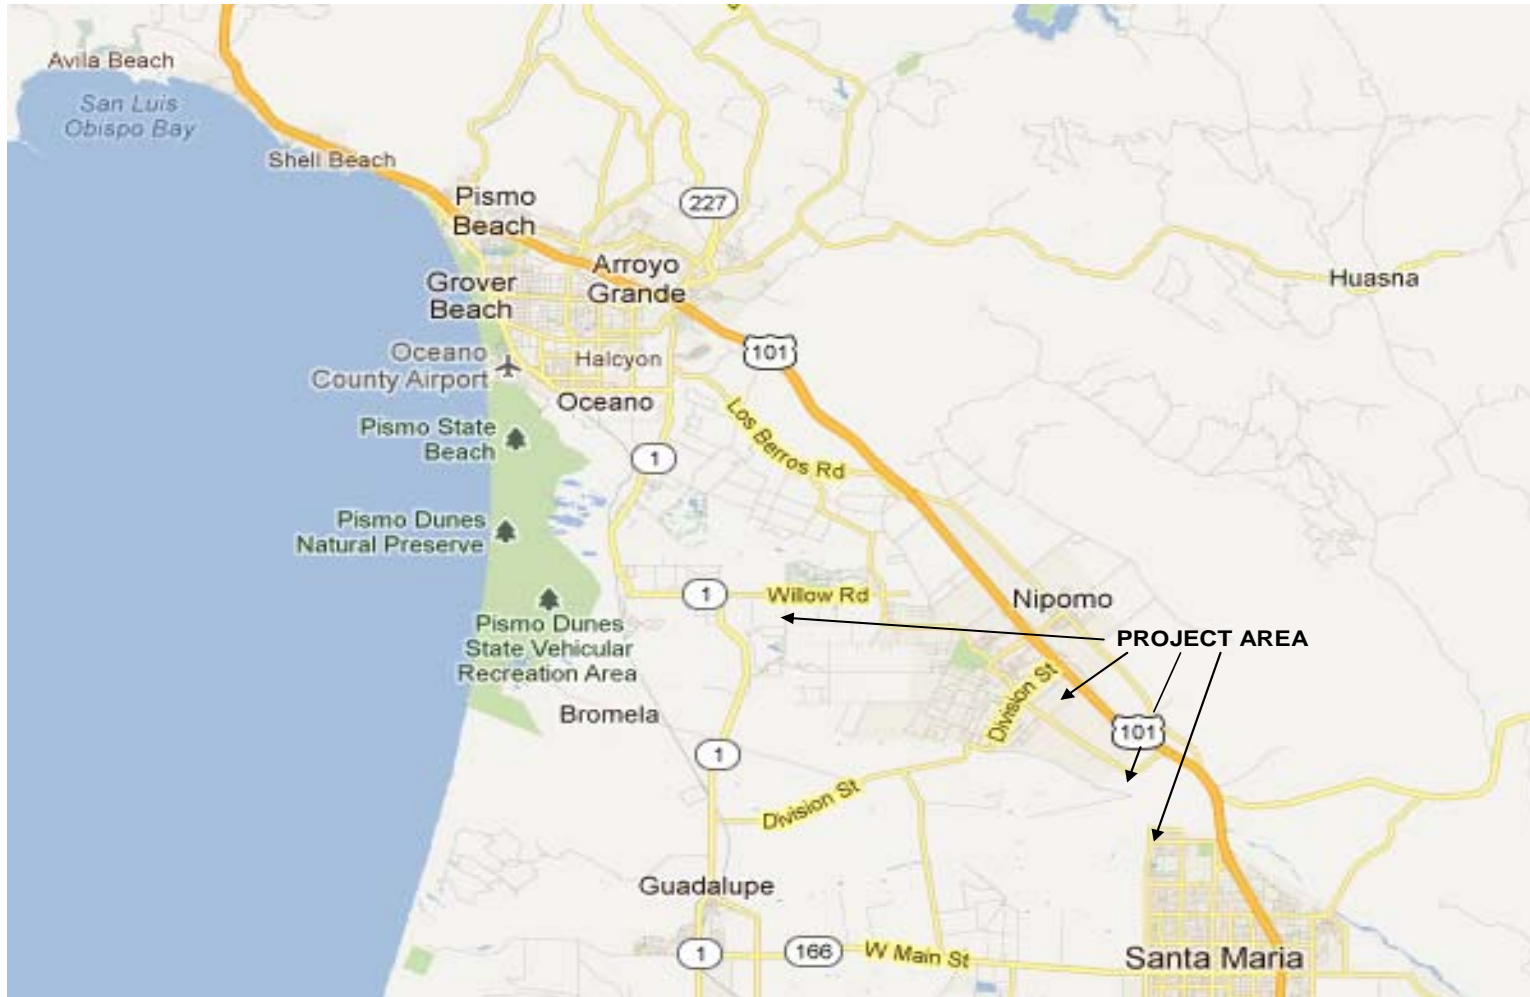 Avila Beach
San Luis
Obispo Bay
Shell Beach
Pismo
Beach
227
Arroyo
Grande
Huasna
Grover
Beach
101
Oceano
County Airport
Halcyon
Oceano
Los Berros Rd
Pismo State
Beach
1
Pismo Dunes
Natural Preserve
1
Willow Rd
Nipomo
Pismo Dunes
State Vehicular
Recreation Area
PROJECT AREA
Division St
Bromela
101
1
Division St
Guadalupe
1
166
W Main St
Santa Maria